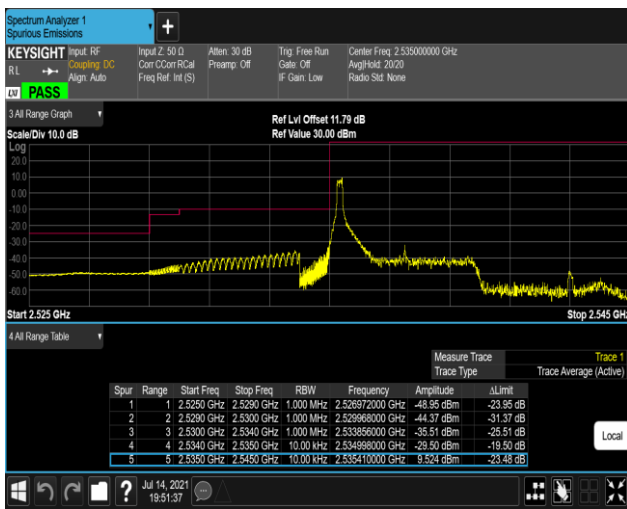 Spectrum Analyzer 1
Spurious Emissions
+
KEYSIGHT Input: RF Input Z: 50 Ω Atten: 30 dB Trig: Free Run Center Freq: 2.535000000 GHz
RL Coupling: DC Corr CCorr RCal Preamp: Off Gate: Off Avg|Hold: 20/20
Align: Auto Freq Ref: Int (S) IF Gain: Low Radio Std: None
LXI PASS
3 All Range Graph
Ref Lvl Offset 11.79 dB
Scale/Div 10.0 dB Ref Value 30.00 dBm
Log
20.0
10.0
0.00
-10.0
-20.0
-30.0
-40.0
-50.0
-60.0
Start 2.525 GHz Stop 2.545 GHz
4 All Range Table
Measure Trace Trace 1
Trace Type Trace Average (Active)
Spur Range Start Freq Stop Freq RBW Frequency Amplitude ΔLimit
1 1 2.5250 GHz 2.5290 GHz 1.000 MHz 2.526972000 GHz -48.95 dBm -23.95 dB
2 2 2.5290 GHz 2.5300 GHz 1.000 MHz 2.529968000 GHz -44.37 dBm -31.37 dB
3 3 2.5300 GHz 2.5340 GHz 1.000 MHz 2.533856000 GHz -35.51 dBm -25.51 dB
4 4 2.5340 GHz 2.5350 GHz 10.00 kHz 2.534998000 GHz -29.50 dBm -19.50 dB
5 5 2.5350 GHz 2.5450 GHz 10.00 kHz 2.535410000 GHz 9.524 dBm -23.48 dB
Local
? Jul 14, 2021
19:51:37